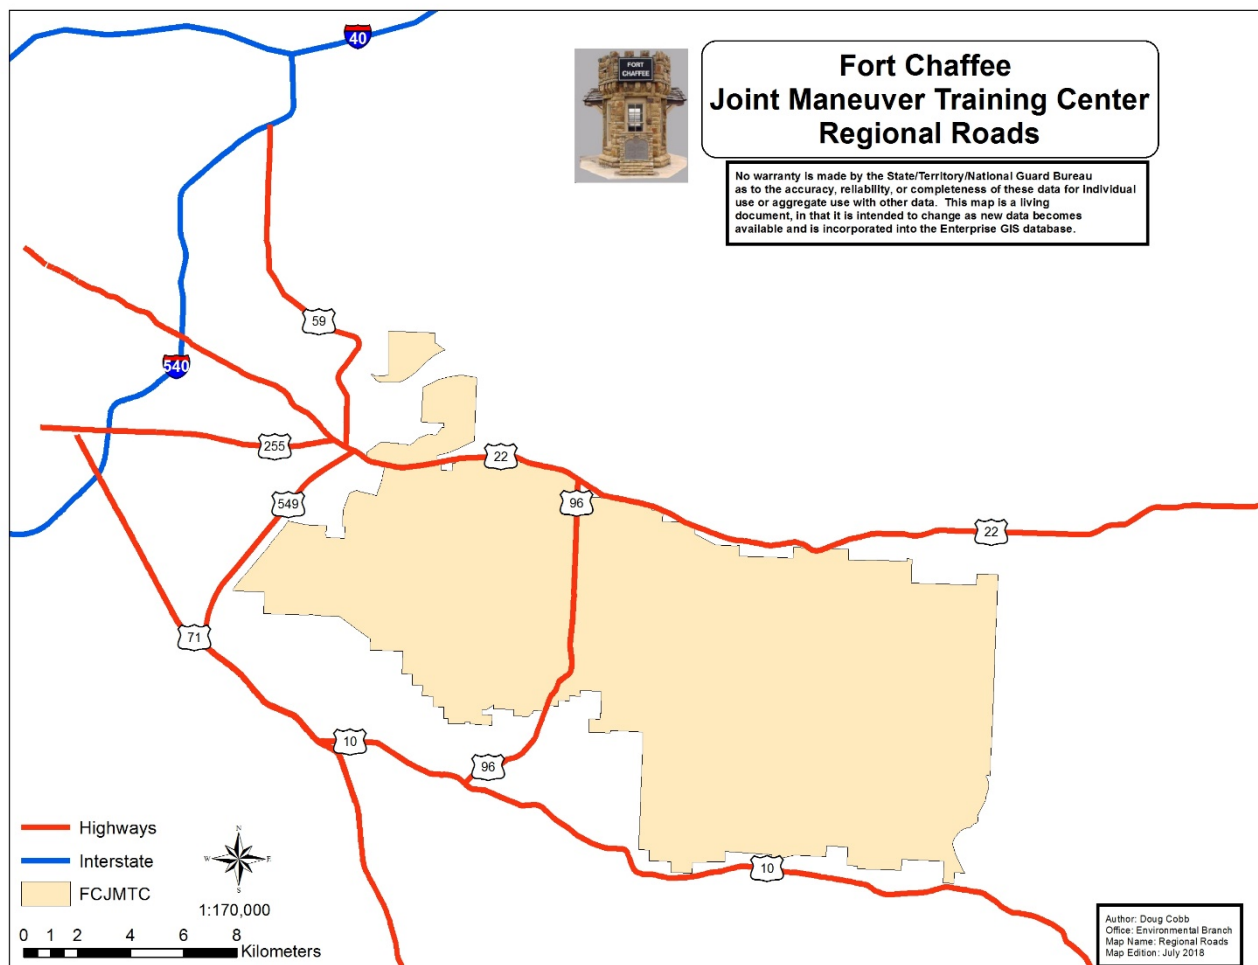 40
FORT
CHAFFEE
Fort Chaffee
Joint Maneuver Training Center
Regional Roads
No warranty is made by the State/Territory/National Guard Bureau
as to the accuracy, reliability, or completeness of these data for individual
use or aggregate use with other data. This map is a living
document, in that it is intended to change as new data becomes
available and is incorporated into the Enterprise GIS database.
59
540
255
22
549
96
22
71
10
96
10
Highways
Interstate
FCJMTC
N
W
E
S
1:170,000
0 1 2 4 6 8
Kilometers
Author: Doug Cobb
Office: Environmental Branch
Map Name: Regional Roads
Map Edition: July 2018